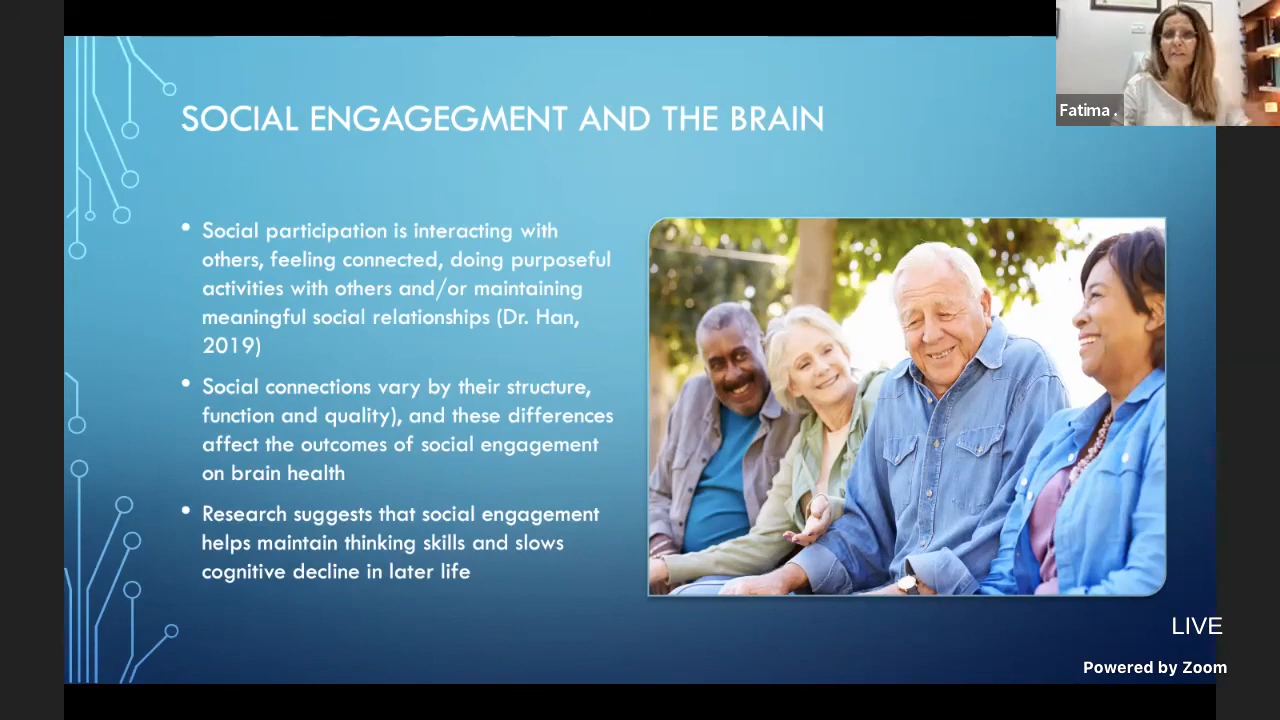 SOCIAL ENGAGEGMENT AND THE BRAIN
Fatima .
• Social participation is interacting with
others, feeling connected, doing purposeful
activities with others and/or maintaining
meaningful social relationships (Dr. Han,
2019)
• Social connections vary by their structure,
function and quality), and these differences
affect the outcomes of social engagement
on brain health
• Research suggests that social engagement
helps maintain thinking skills and slows
cognitive decline in later life
LIVE
Powered by Zoom